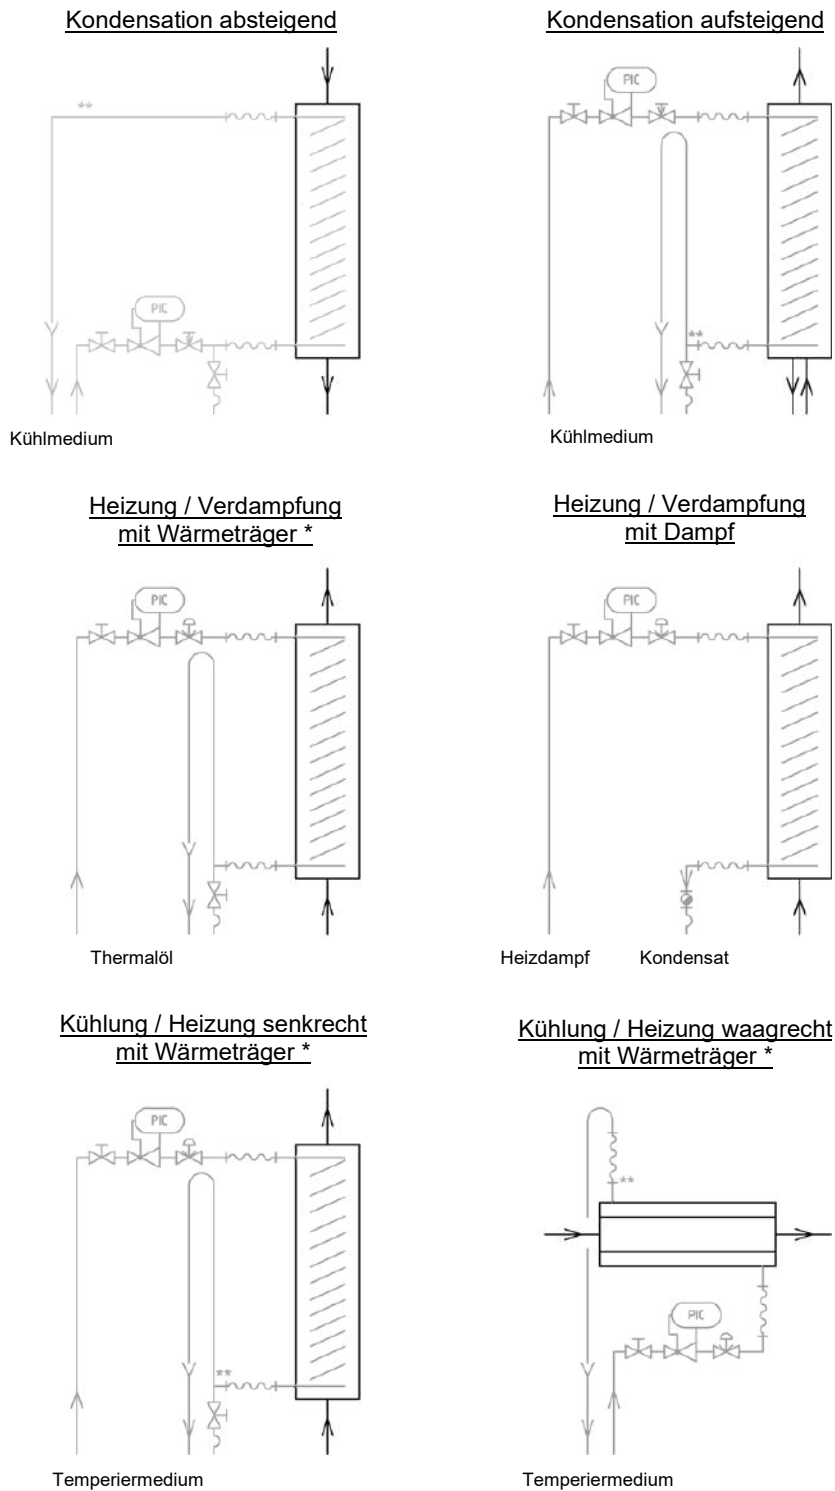 Kondensation absteigend
Kondensation aufsteigend
**
PIC
PIC
**
Kühlmedium
Kühlmedium
Heizung / Verdampfung
mit Wärmeträger *
Heizung / Verdampfung
mit Dampf
PIC
PIC
Thermalöl
Heizdampf
Kondensat
Kühlung / Heizung senkrecht
mit Wärmeträger *
Kühlung / Heizung waagrecht
mit Wärmeträger *
PIC
**
**
PIC
Temperiermedium
Temperiermedium